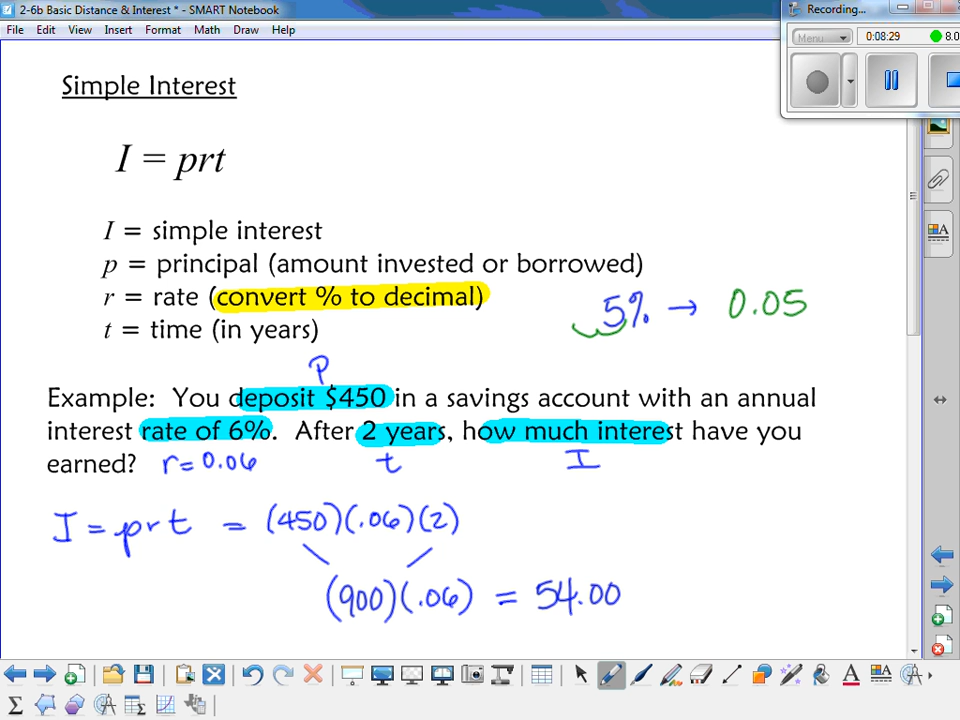 2-6b Basic Distance & Interest * - SMART Notebook
Recording...
File Edit View Insert Format Math Draw Help
Menu 0:08:29 8.0
Simple Interest
I = prt
I = simple interest
p = principal (amount invested or borrowed)
r = rate (convert % to decimal)
5% → 0.05
t = time (in years)
p
Example: You deposit $450 in a savings account with an annual
interest rate of 6%. After 2 years, how much interest have you
earned? r = 0.06 t I
I = prt = (450)(.06)(2)
(900)(.06) = 54.00